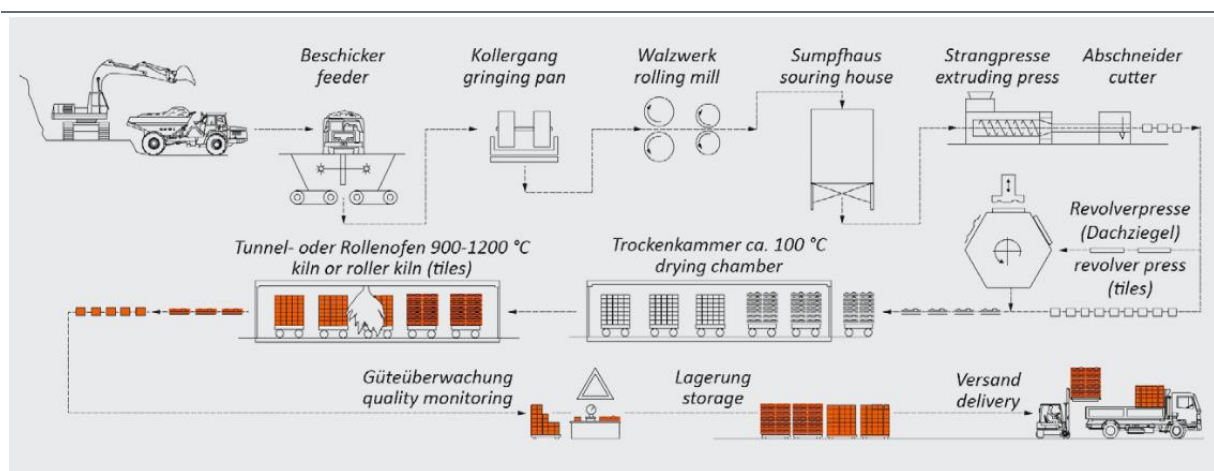 Beschicker
feeder
Kollergang
gringing pan
Walzwerk
rolling mill
Sumpfhaus
souring house
Strangpresse
extruding press
Abschneider
cutter
Revolverpresse
(Dachziegel)
revolver press
(tiles)
Trockenkammer ca. 100 °C
drying chamber
Tunnel- oder Rollenofen 900-1200 °C
kiln or roller kiln (tiles)
Güteüberwachung
quality monitoring
Lagerung
storage
Versand
delivery